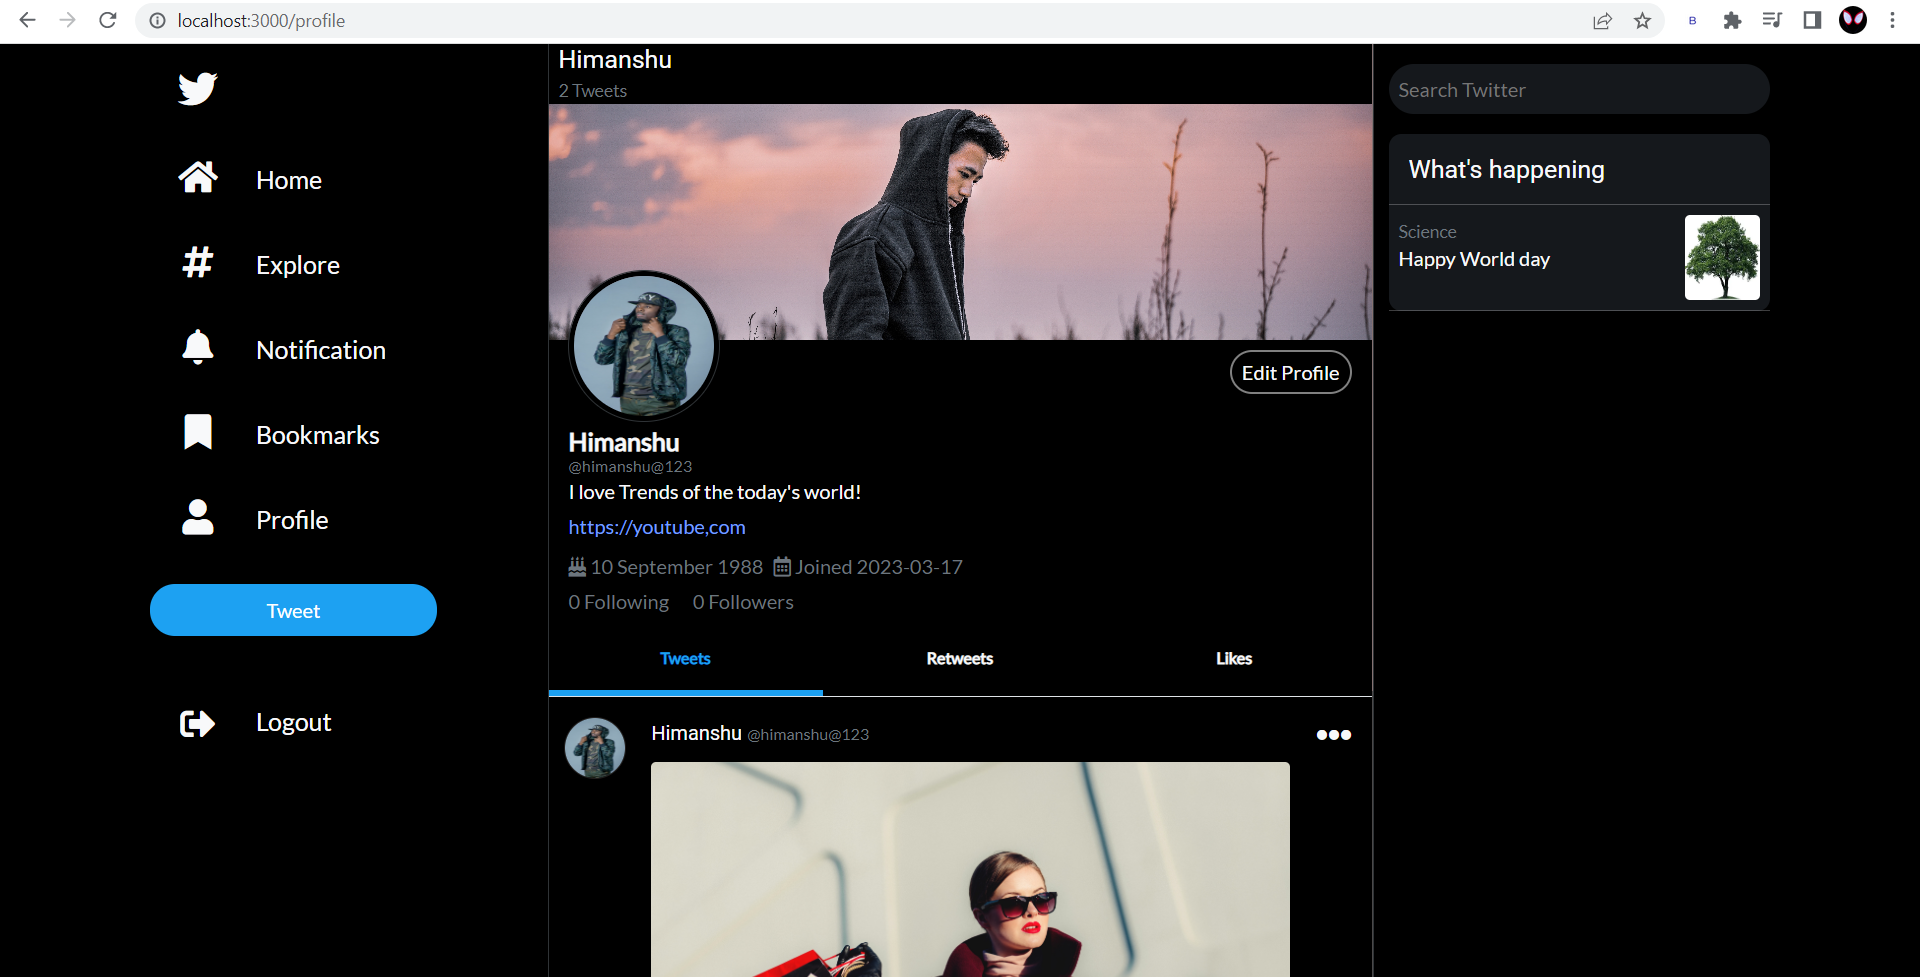 localhost:3000/profile
B
Home
Explore
Notification
Bookmarks
Profile
Tweet
Logout
Himanshu
2 Tweets
Edit Profile
Himanshu
@himanshu@123
I love Trends of the today's world!
https://youtube,com
10 September 1988 Joined 2023-03-17
0 Following 0 Followers
Tweets Retweets Likes
Himanshu @himanshu@123
Search Twitter
What's happening
Science
Happy World day